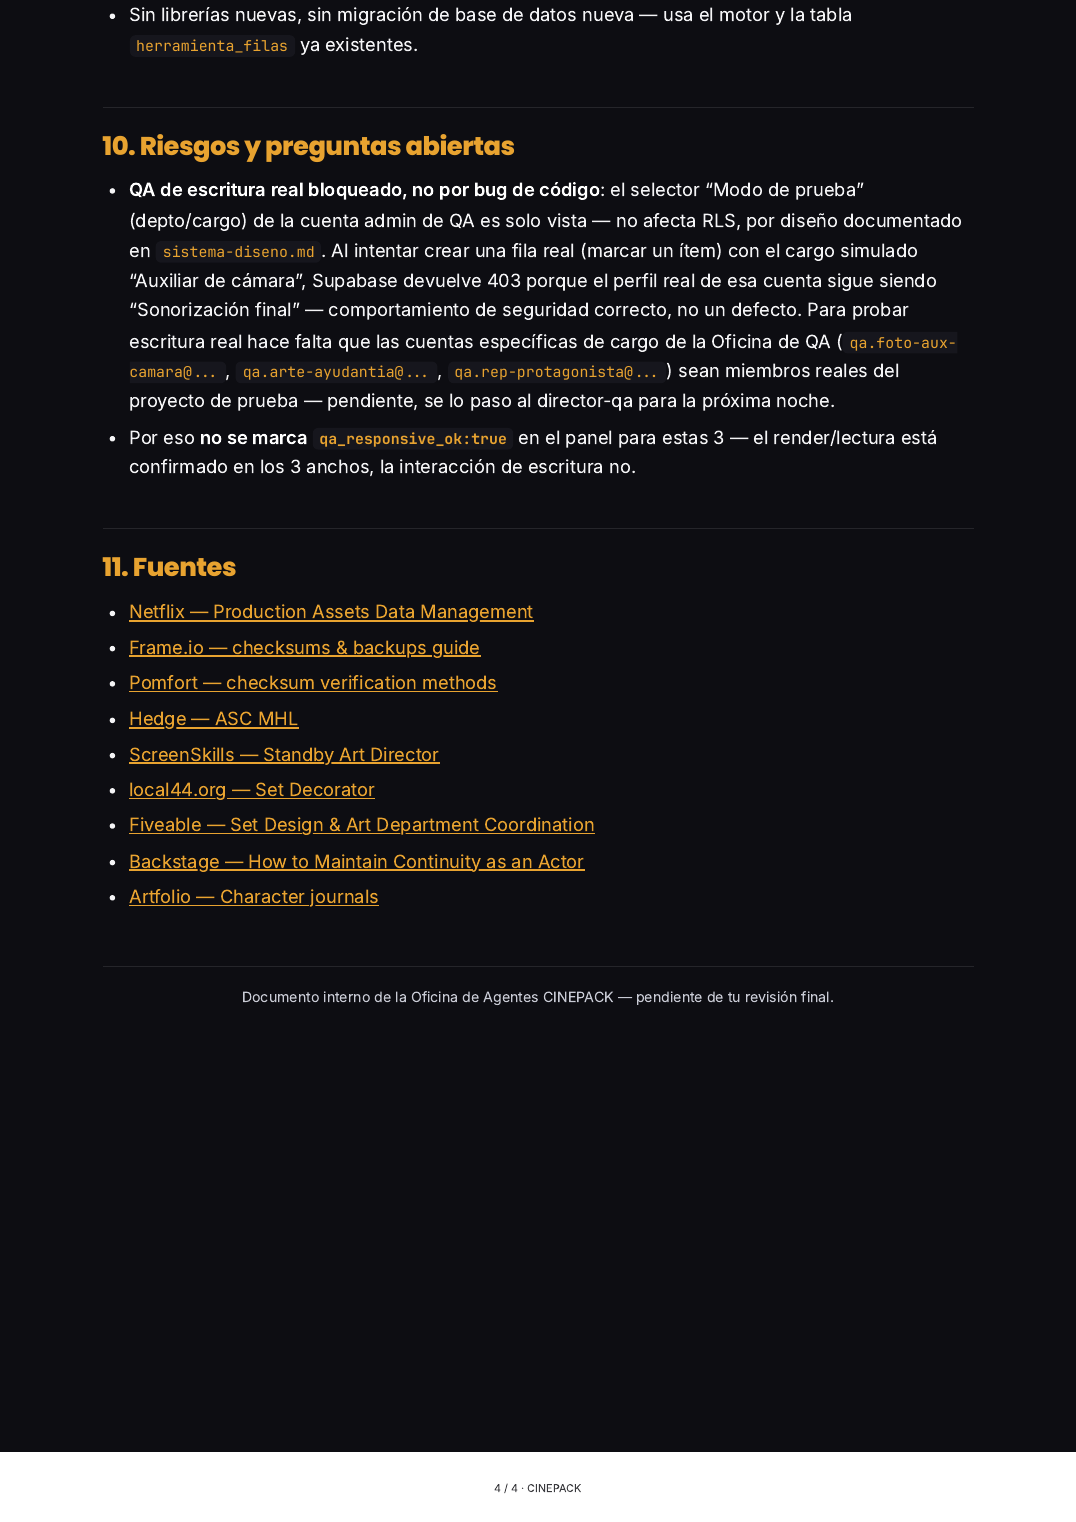 • Sin librerías nuevas, sin migración de base de datos nueva — usa el motor y la tabla
herramienta_filas ya existentes.
10. Riesgos y preguntas abiertas
• QA de escritura real bloqueado, no por bug de código: el selector “Modo de prueba”
(depto/cargo) de la cuenta admin de QA es solo vista — no afecta RLS, por diseño documentado
en sistema-diseno.md. Al intentar crear una fila real (marcar un ítem) con el cargo simulado
“Auxiliar de cámara”, Supabase devuelve 403 porque el perfil real de esa cuenta sigue siendo
“Sonorización final” — comportamiento de seguridad correcto, no un defecto. Para probar
escritura real hace falta que las cuentas específicas de cargo de la Oficina de QA (qa.foto-aux-
camara@..., qa.arte-ayudantia@..., qa.rep-protagonista@...) sean miembros reales del
proyecto de prueba — pendiente, se lo paso al director-qa para la próxima noche.
• Por eso no se marca qa_responsive_ok:true en el panel para estas 3 — el render/lectura está
confirmado en los 3 anchos, la interacción de escritura no.
11. Fuentes
• Netflix — Production Assets Data Management
• Frame.io — checksums & backups guide
• Pomfort — checksum verification methods
• Hedge — ASC MHL
• ScreenSkills — Standby Art Director
• local44.org — Set Decorator
• Fiveable — Set Design & Art Department Coordination
• Backstage — How to Maintain Continuity as an Actor
• Artfolio — Character journals
Documento interno de la Oficina de Agentes CINEPACK — pendiente de tu revisión final.
4 / 4 · CINEPACK